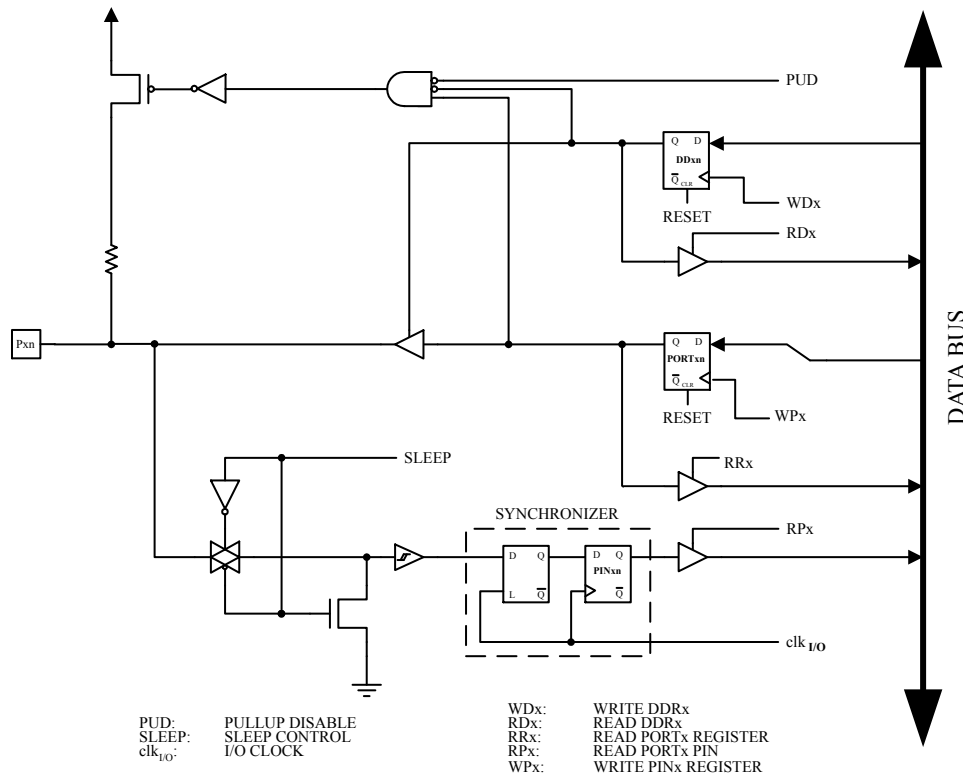 PUD
Q D
DDxn
Q CLR
WDx
RESET
RDx
Pxn
Q D
PORTxn
Q CLR
RESET
WPx
DATA BUS
SLEEP
RRx
SYNCHRONIZER
RPx
D Q
L Q
D Q
PINxn
Q
clk I/O
PUD: PULLUP DISABLE
SLEEP: SLEEP CONTROL
clkI/O: I/O CLOCK
WDx: WRITE DDRx
RDx: READ DDRx
RRx: READ PORTx REGISTER
RPx: READ PORTx PIN
WPx: WRITE PINx REGISTER